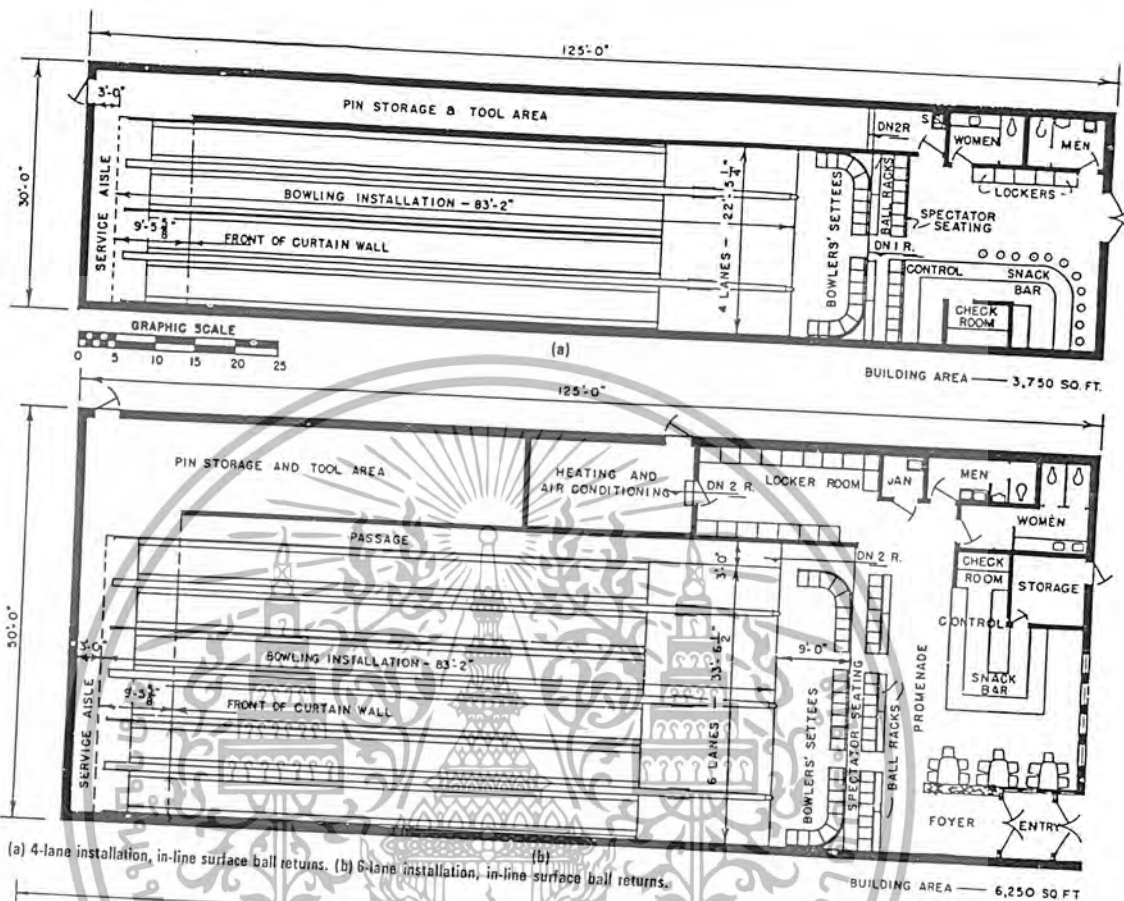 125'-0"
30'-0"
3'-0"
PIN STORAGE & TOOL AREA
DN2R
WOMEN
MEN
LOCKERS
SERVICE AISLE
BOWLING INSTALLATION - 83'-2"
9'-5 5/8"
FRONT OF CURTAIN WALL
4 LANES - 22'-5 1/4"
BOWLERS' SETTEES
BALL RACKS
SPECTATOR
SEATING
DN 1 R.
CONTROL
SNACK
BAR
CHECK
ROOM
GRAPHIC SCALE
0 5 10 15 20 25
(a)
BUILDING AREA — 3,750 SQ. FT.
125'-0"
50'-0"
PIN STORAGE AND TOOL AREA
HEATING AND
AIR CONDITIONING
DN 2 R.
LOCKER ROOM
JAN
MEN
WOMEN
PASSAGE
3'-0"
DN 2 R.
CHECK
ROOM
STORAGE
CONTROL
3'-0"
SERVICE AISLE
BOWLING INSTALLATION - 83'-2"
9'-5 5/8"
FRONT OF CURTAIN WALL
6 LANES - 33'-6 1/2"
9'-0"
BOWLERS' SETTEES
SPECTATOR SEATING
BALL RACKS
PROMENADE
SNACK
BAR
FOYER
ENTRY
(b)
(a) 4-lane installation, in-line surface ball returns. (b) 6-lane installation, in-line surface ball returns.
BUILDING AREA — 6,250 SQ FT